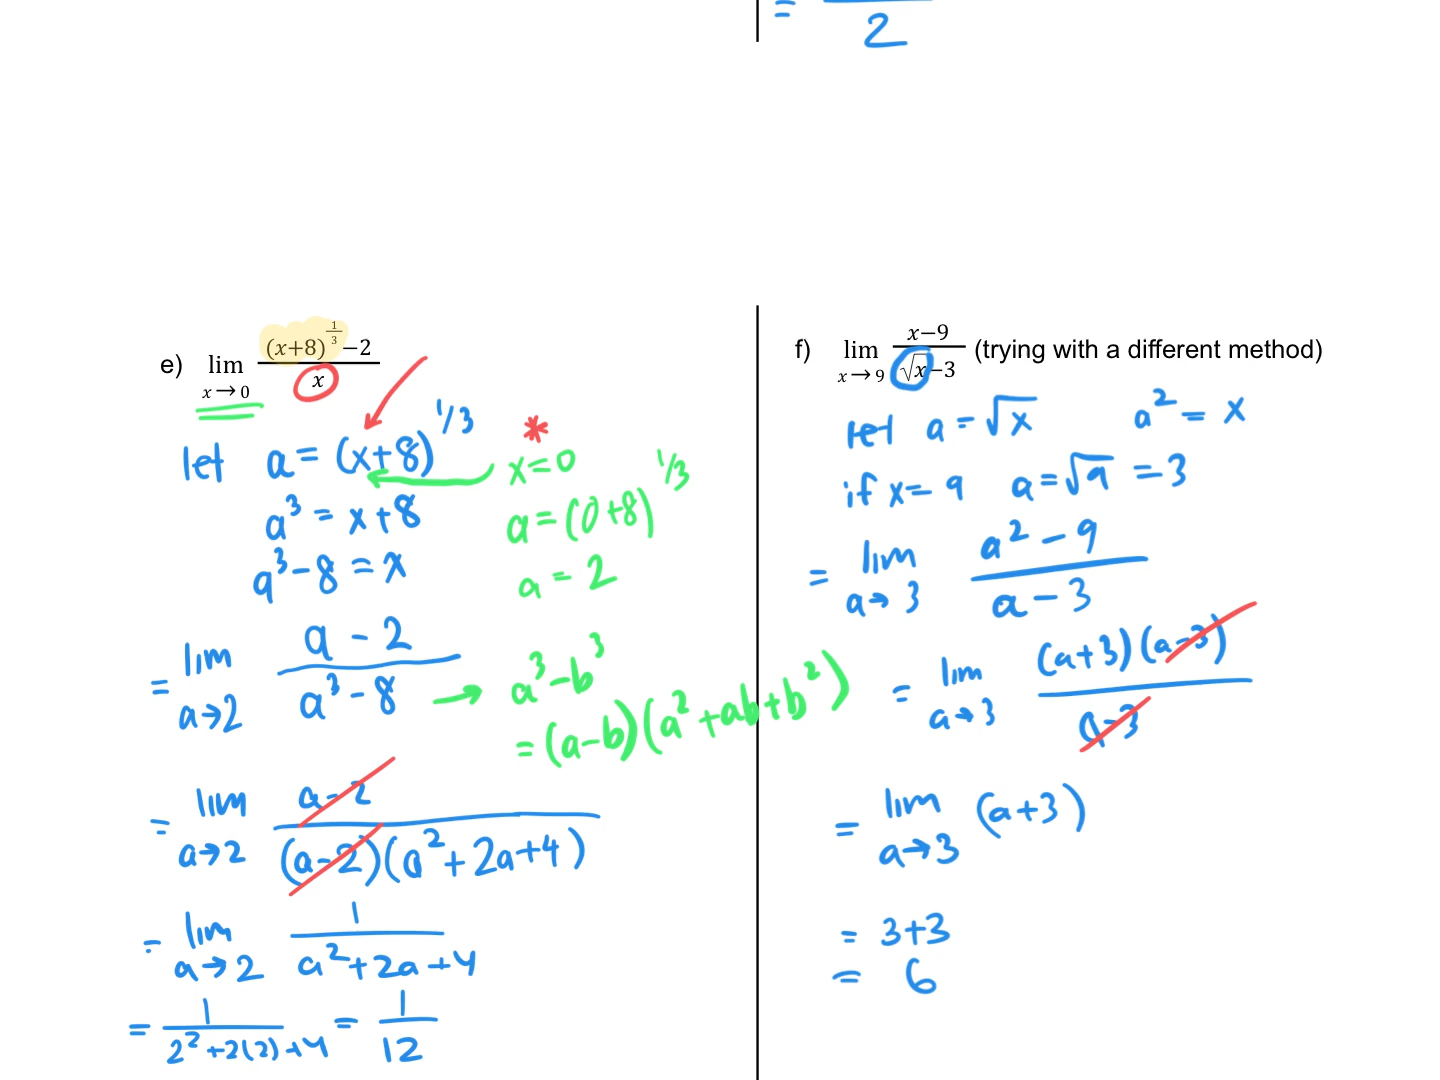 = 2
e) lim x→0 ((x+8)^(1/3) −2)/x
let a = (x+8)^(1/3)
a³ = x+8
a³−8 = x
*
x=0
a=(0+8)^(1/3)
a = 2
= lim a→2 (a − 2)/(a³ − 8) → a³−b³
= (a−b)(a²+ab+b²)
= lim a→2 (a−2)/((a−2)(a²+2a+4))
= lim a→2 1/(a²+2a+4)
= 1/(2²+2(2)+4) = 1/12
f) lim x→9 (x−9)/(√x−3) (trying with a different method)
let a = √x a² = x
if x= 9 a=√9 =3
= lim a→3 (a² − 9)/(a − 3)
= lim a→3 ((a+3)(a−3))/(a−3)
= lim a→3 (a+3)
= 3+3
= 6